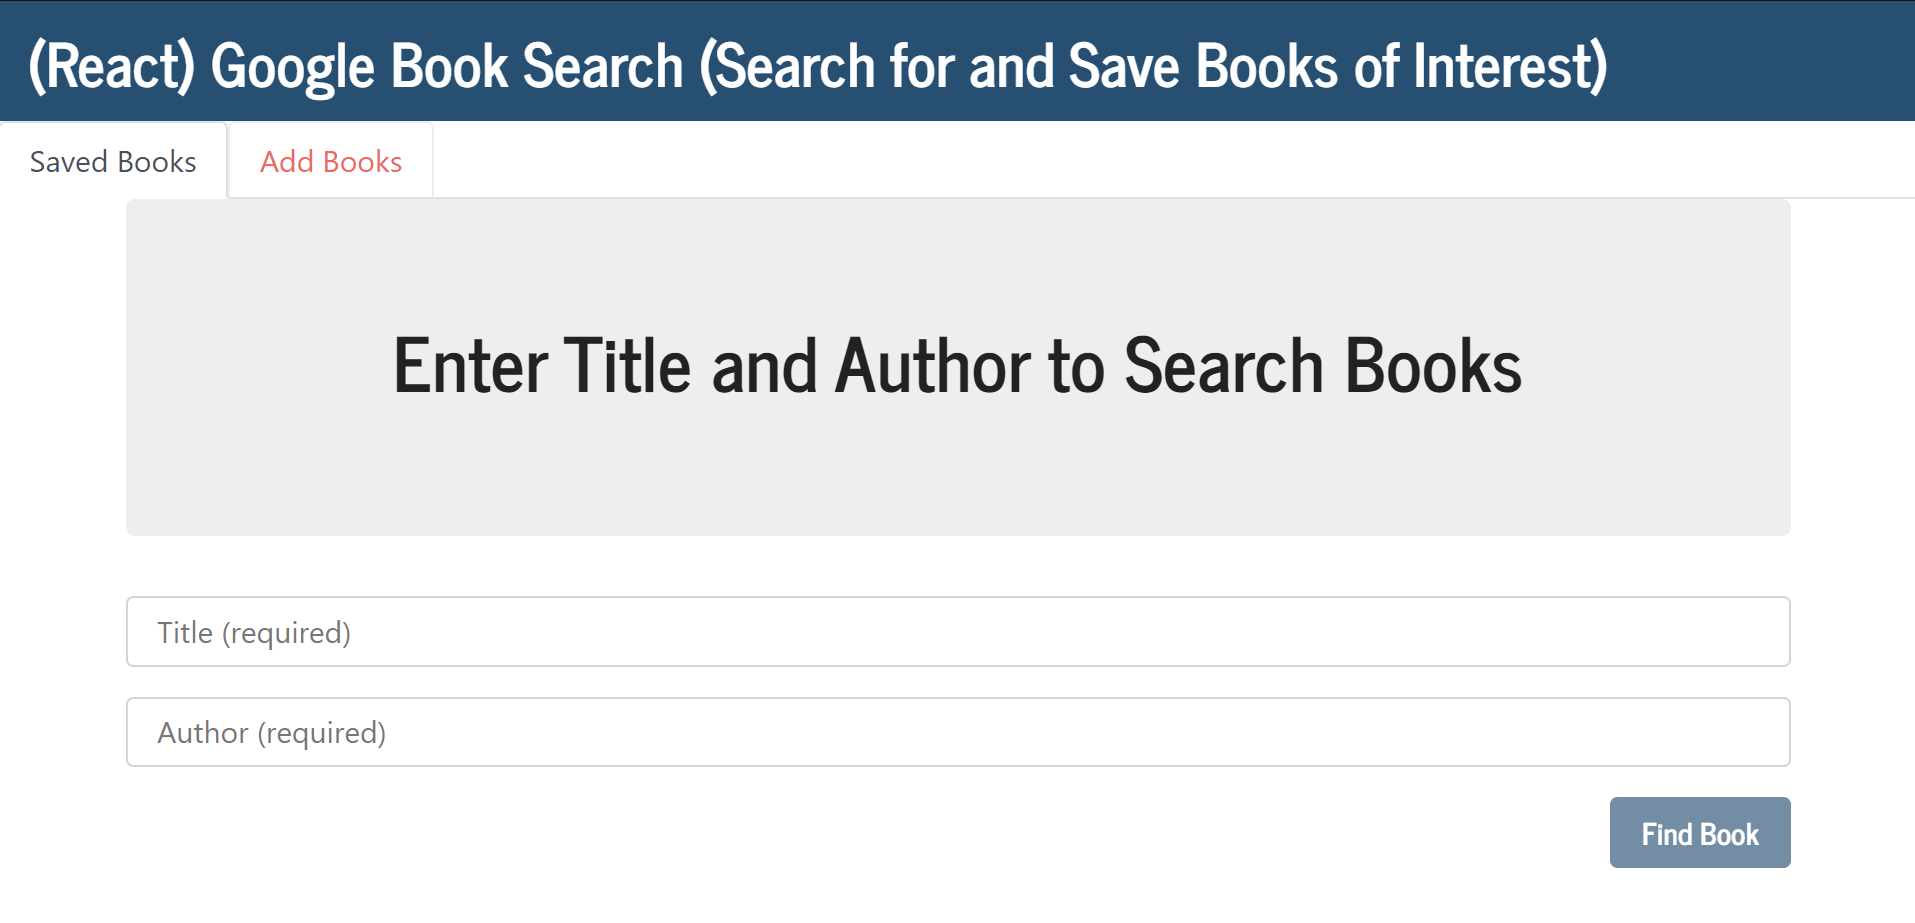 (React) Google Book Search (Search for and Save Books of Interest)
Saved Books
Add Books
Enter Title and Author to Search Books
Title (required)
Author (required)
Find Book